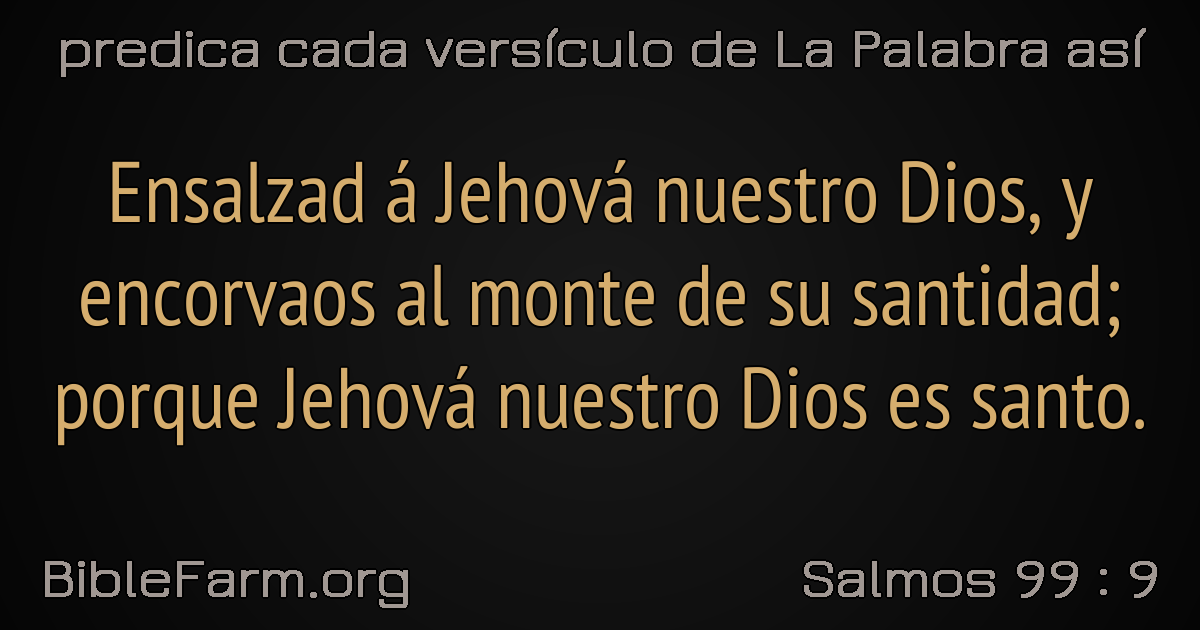 predica cada versículo de La Palabra así
Ensalzad á Jehová nuestro Dios, y
encorvaos al monte de su santidad;
porque Jehová nuestro Dios es santo.
BibleFarm.org
Salmos 99 : 9